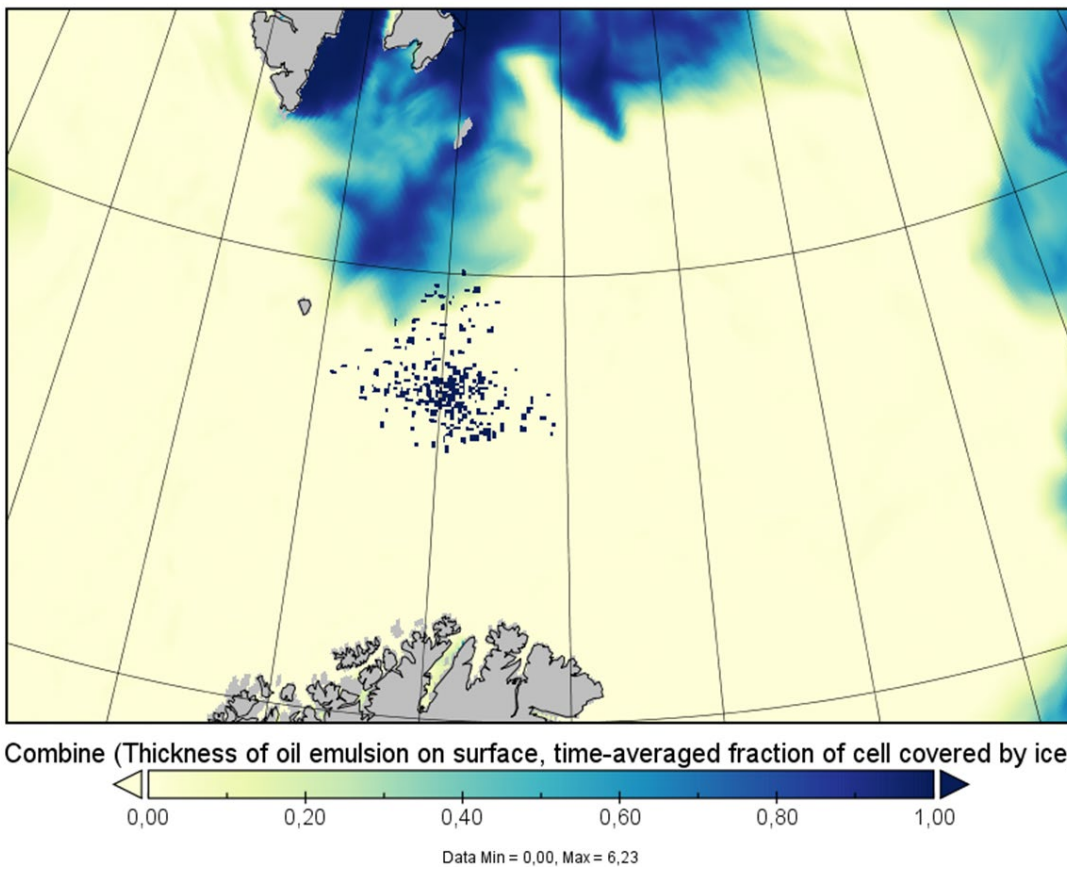 Combine (Thickness of oil emulsion on surface, time-averaged fraction of cell covered by ice
0,00 0,20 0,40 0,60 0,80 1,00
Data Min = 0,00, Max = 6,23